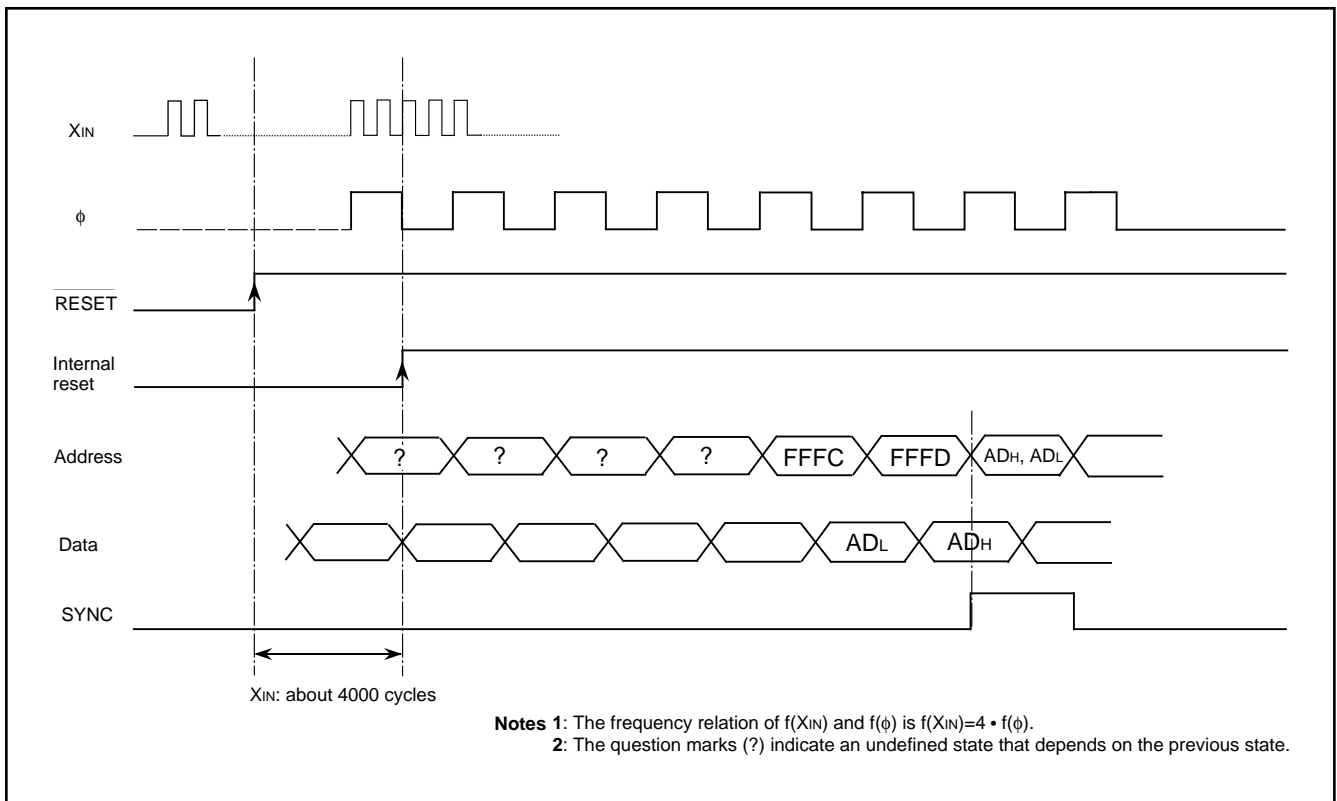 XIN
ϕ
RESET
Internal
reset
Address
? ? ? ? FFFC FFFD ADH, ADL
Data
ADL ADH
SYNC
XIN: about 4000 cycles
Notes 1: The frequency relation of f(XIN) and f(ϕ) is f(XIN)=4 • f(ϕ).
2: The question marks (?) indicate an undefined state that depends on the previous state.